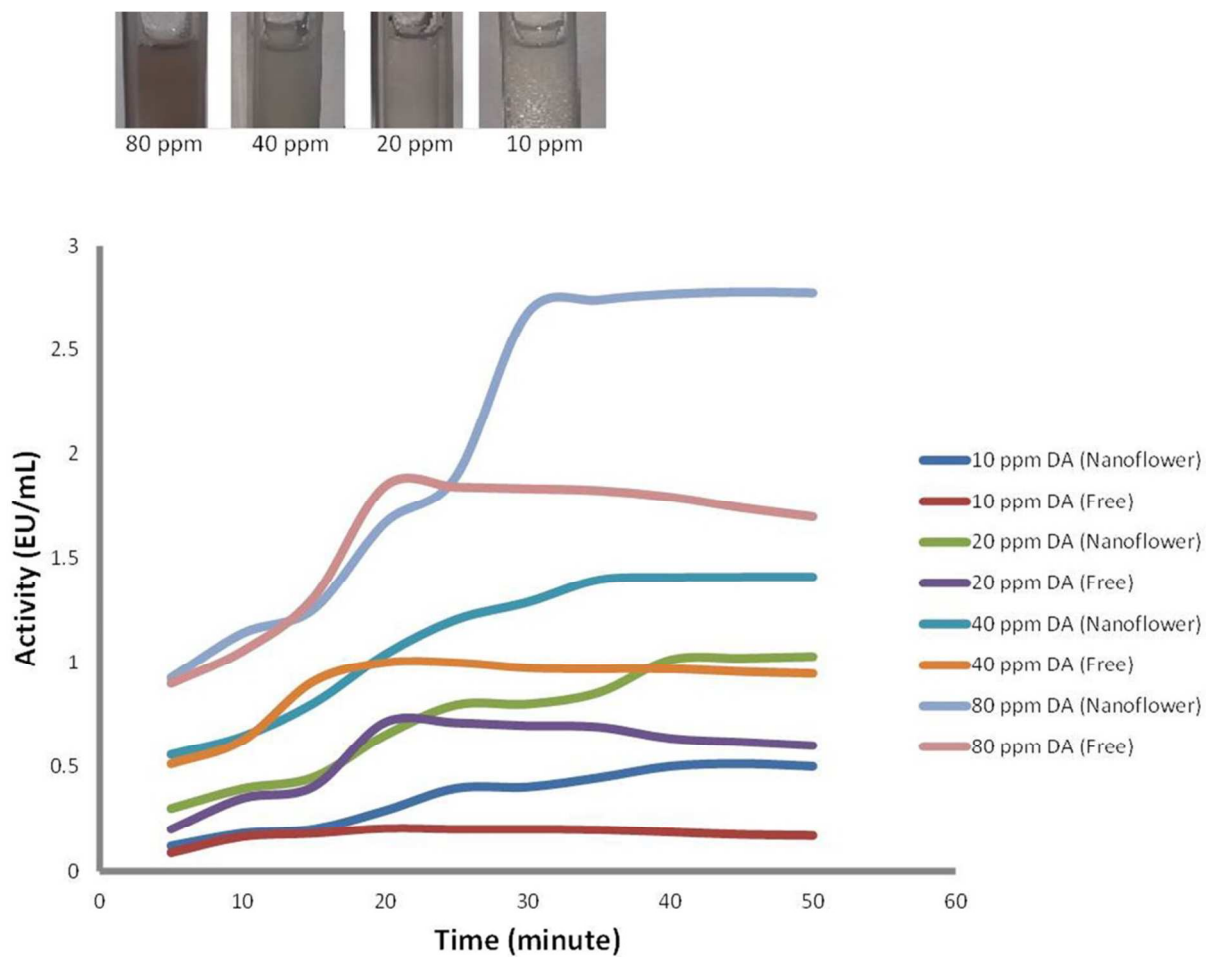 80 ppm 40 ppm 20 ppm 10 ppm
3
2.5
2
1.5
1
0.5
0
0 10 20 30 40 50 60
Activity (EU/mL)
Time (minute)
10 ppm DA (Nanoflower)
10 ppm DA (Free)
20 ppm DA (Nanoflower)
20 ppm DA (Free)
40 ppm DA (Nanoflower)
40 ppm DA (Free)
80 ppm DA (Nanoflower)
80 ppm DA (Free)